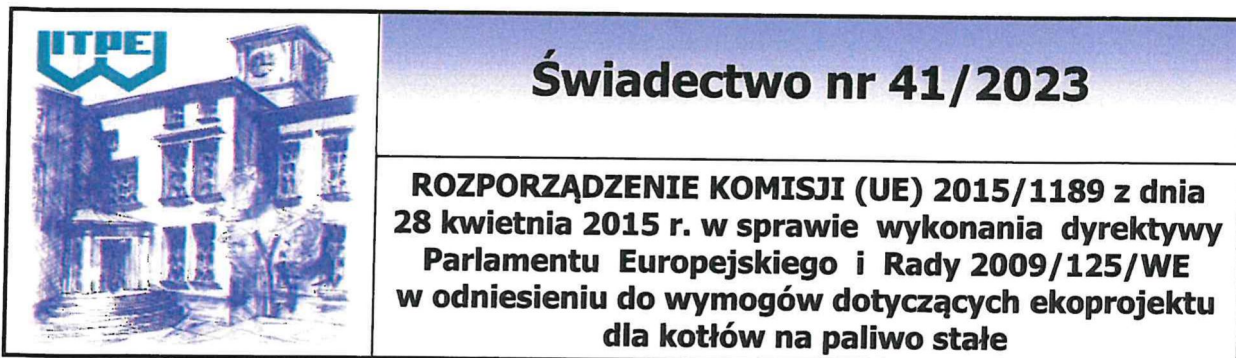 ITPE
Świadectwo nr 41/2023
ROZPORZĄDZENIE KOMISJI (UE) 2015/1189 z dnia
28 kwietnia 2015 r. w sprawie wykonania dyrektywy
Parlamentu Europejskiego i Rady 2009/125/WE
w odniesieniu do wymogów dotyczących ekoprojektu
dla kotłów na paliwo stałe